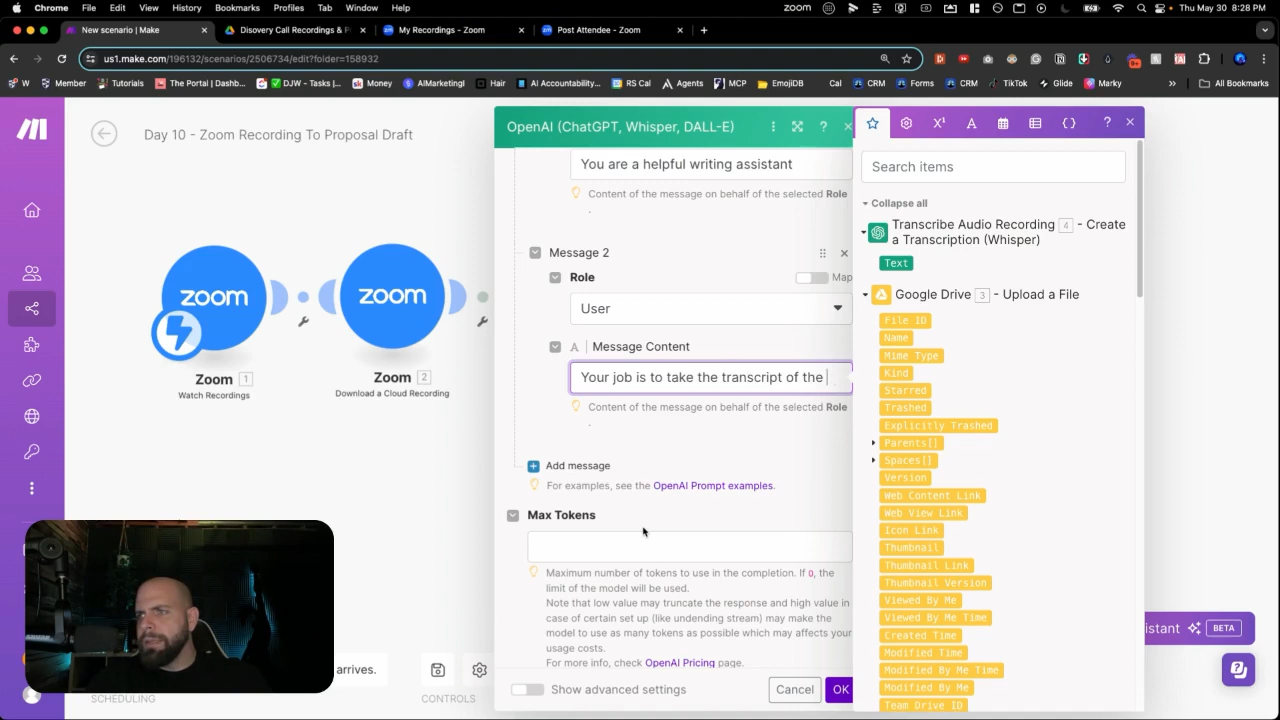 Chrome File Edit View History Bookmarks Profiles Tab Window Help
zoom Thu May 30 8:28 PM
New scenario | Make
Discovery Call Recordings & P
My Recordings - Zoom
Post Attendee - Zoom
us1.make.com/196132/scenarios/2506734/edit?folder=158932
W Member Tutorials The Portal | Dashb... DJW - Tasks |... Money AIMarketingI Hair AI Accountability... RS Cal Agents MCP EmojiDB Cal CRM Forms CRM TikTok Glide Marky » All Bookmarks
Day 10 - Zoom Recording To Proposal Draft
zoom
Zoom 1
Watch Recordings
zoom
Zoom 2
Download a Cloud Recording
OpenAI (ChatGPT, Whisper, DALL-E)
You are a helpful writing assistant
Content of the message on behalf of the selected Role
.
Message 2
Role
Map
User
A Message Content
Your job is to take the transcript of the
Content of the message on behalf of the selected Role
.
Add message
For examples, see the OpenAI Prompt examples.
Max Tokens
Maximum number of tokens to use in the completion. If 0, the
limit of the model will be used.
Note that low value may truncate the response and high value in
case of certain set up (like undending stream) may make the
model to use as many tokens as possible which may affects your
usage costs.
For more info, check OpenAI Pricing page.
Show advanced settings
Cancel
OK
Search items
Collapse all
Transcribe Audio Recording 4 - Create
a Transcription (Whisper)
Text
Google Drive 3 - Upload a File
File ID
Name
Mime Type
Kind
Starred
Trashed
Explicitly Trashed
Parents[]
Spaces[]
Version
Web Content Link
Web View Link
Icon Link
Thumbnail
Thumbnail Link
Thumbnail Version
Viewed By Me
Viewed By Me Time
Created Time
Modified Time
Modified By Me Time
Modified By Me
Team Drive ID
istant BETA
arrives.
SCHEDULING
CONTROLS